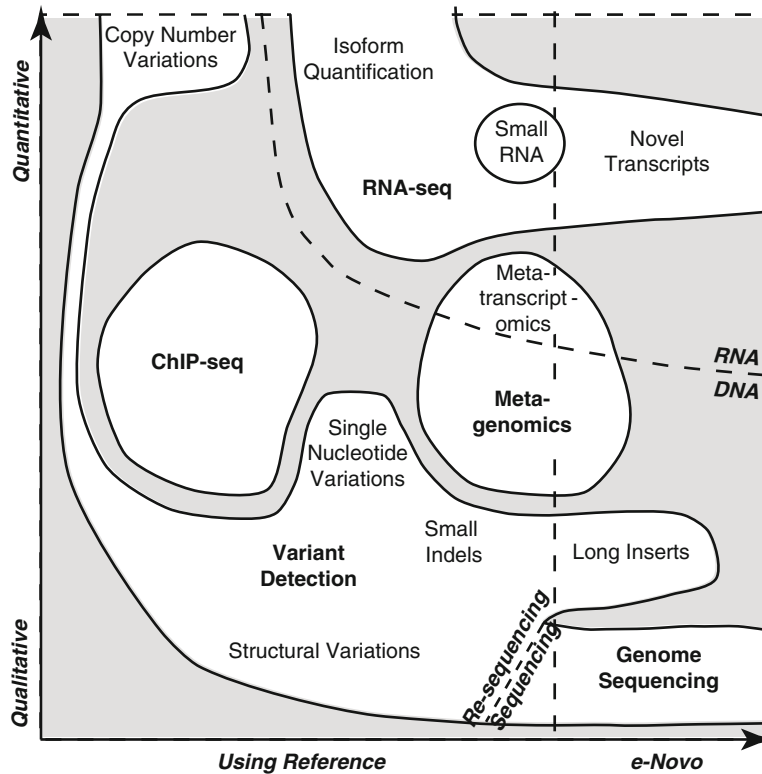 Copy Number
Variations
Isoform
Quantification
Small
RNA
Novel
Transcripts
RNA-seq
Quantitative
Meta-
transcript -
omics
ChIP-seq
RNA
DNA
Meta-
genomics
Single
Nucleotide
Variations
Small
Indels
Long Inserts
Variant
Detection
Structural Variations
Re-sequencing
Sequencing
Genome
Sequencing
Qualitative
Using Reference
e-Novo